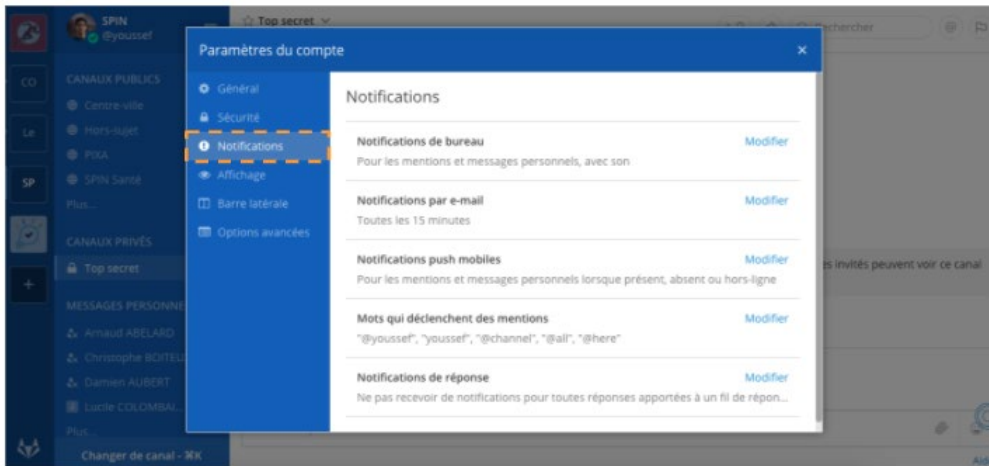 SPIN
@youssef
Top secret
Rechercher
CO
Le
SP
CANAUX PUBLICS
Centre-ville
Hors-sujet
PIXA
SPIN Santé
Plus...
CANAUX PRIVÉS
Top secret
MESSAGES PERSONNE
Arnaud ABELARD
Christophe BOITEU
Damien AUBERT
Lucile COLOMBAI...
Plus...
Changer de canal - ⌘K
Paramètres du compte
×
Général
Sécurité
Notifications
Affichage
Barre latérale
Options avancées
Notifications
Notifications de bureau Modifier
Pour les mentions et messages personnels, avec son
Notifications par e-mail Modifier
Toutes les 15 minutes
Notifications push mobiles Modifier
Pour les mentions et messages personnels lorsque présent, absent ou hors-ligne
Mots qui déclenchent des mentions Modifier
"@youssef", "youssef", "@channel", "@all", "@here"
Notifications de réponse Modifier
Ne pas recevoir de notifications pour toutes réponses apportées à un fil de répon...
es invités peuvent voir ce canal
Aide